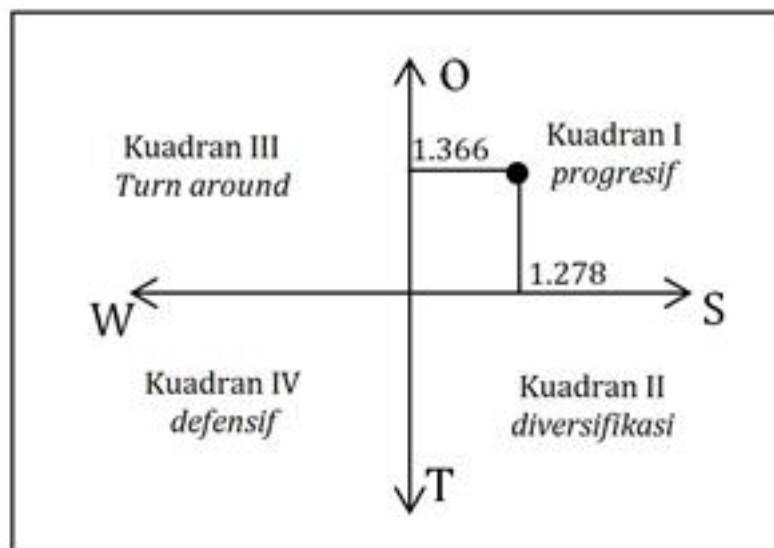 O
Kuadran III
Turn around
1.366
Kuadran I
progresif
1.278
W
S
Kuadran IV
defensif
Kuadran II
diversifikasi
T